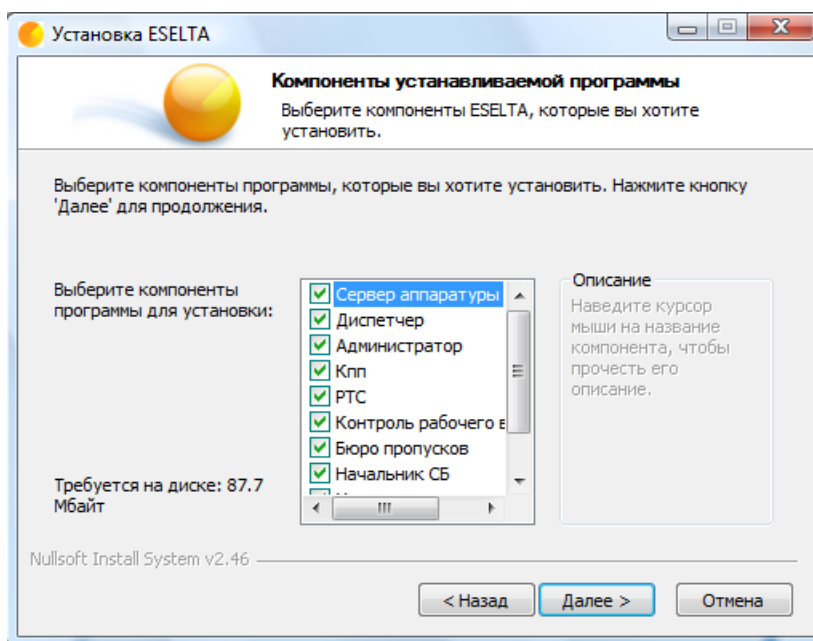 Установка ESELTA
Компоненты устанавливаемой программы
Выберите компоненты ESELTA, которые вы хотите
установить.
Выберите компоненты программы, которые вы хотите установить. Нажмите кнопку
'Далее' для продолжения.
Выберите компоненты
программы для установки:
Сервер аппаратуры
Диспетчер
Администратор
Кпп
РТС
Контроль рабочего в
Бюро пропусков
Начальник СБ
Описание
Наведите курсор
мыши на название
компонента, чтобы
прочесть его
описание.
Требуется на диске: 87.7
Мбайт
Nullsoft Install System v2.46
< Назад
Далее >
Отмена